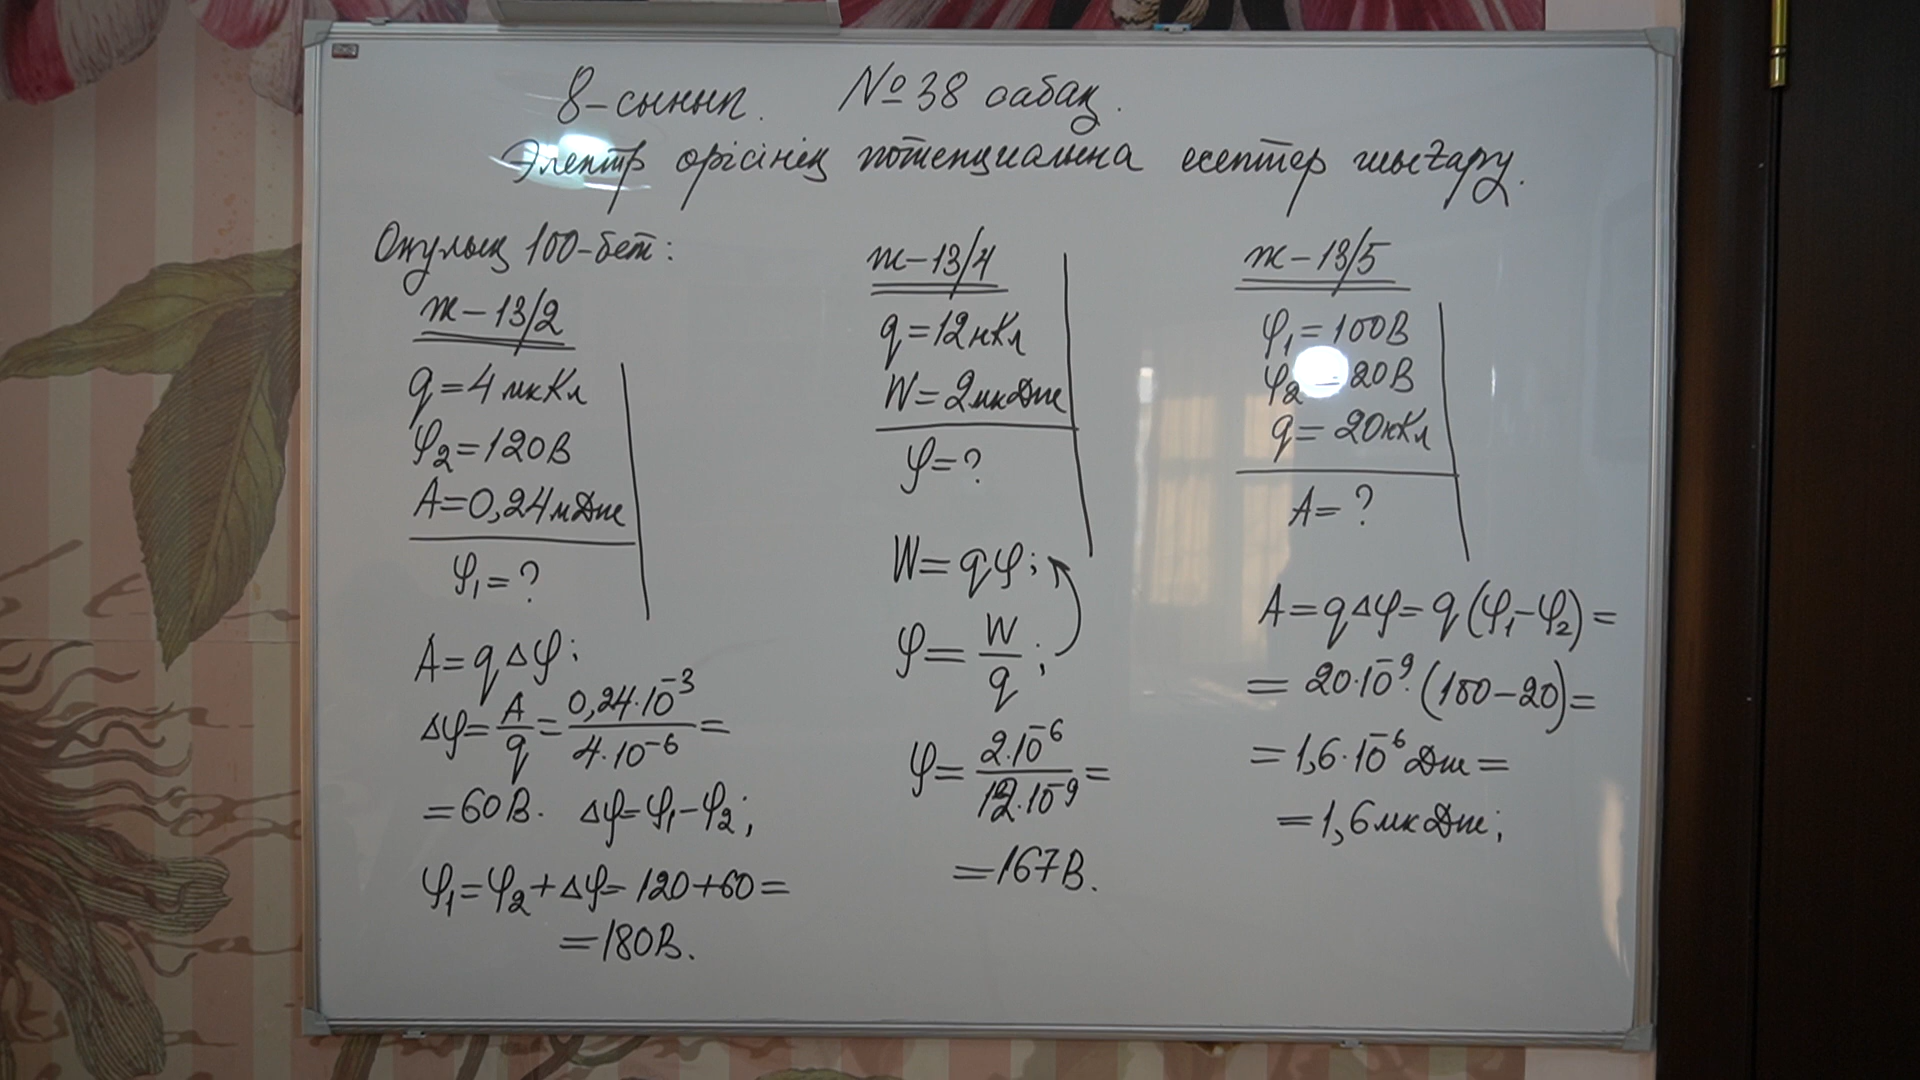 8-сынып. №38 сабақ.
Электр өрісінің потенциалына есептер шығару.
Оқулық 100-бет:
ж-13/2
q=4мкКл
φ₂=120В
A=0,24мДж
φ₁=?
A=qΔφ;
Δφ=A/q=0,24·10⁻³/4·10⁻⁶=
=60В. Δφ=φ₁-φ₂;
φ₁=φ₂+Δφ=120+60=
=180В.
ж-13/4
q=12нКл
W=2мкДж
φ=?
W=qφ;
φ=W/q;
φ=2·10⁻⁶/12·10⁻⁹=
=167В.
ж-13/5
φ₁=100В
φ₂=20В
q=20нКл
A=?
A=qΔφ=q(φ₁-φ₂)=
=20·10⁻⁹·(100-20)=
=1,6·10⁻⁶Дж=
=1,6мкДж;